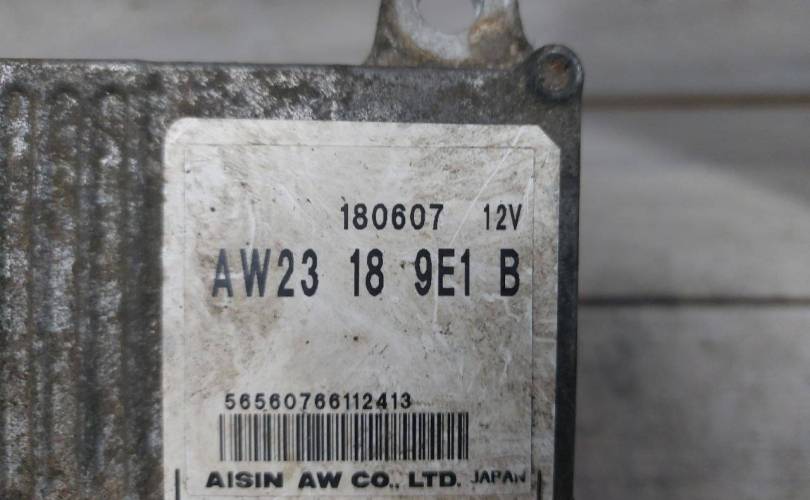 180607 12V
AW23 18 9E1 B
56560766112413
AISIN AW CO., LTD. JAPAN